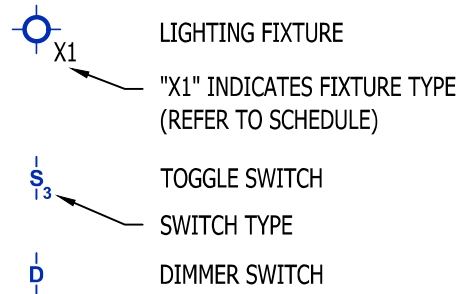 LIGHTING FIXTURE
X1
"X1" INDICATES FIXTURE TYPE
(REFER TO SCHEDULE)
S3 TOGGLE SWITCH
SWITCH TYPE
D DIMMER SWITCH